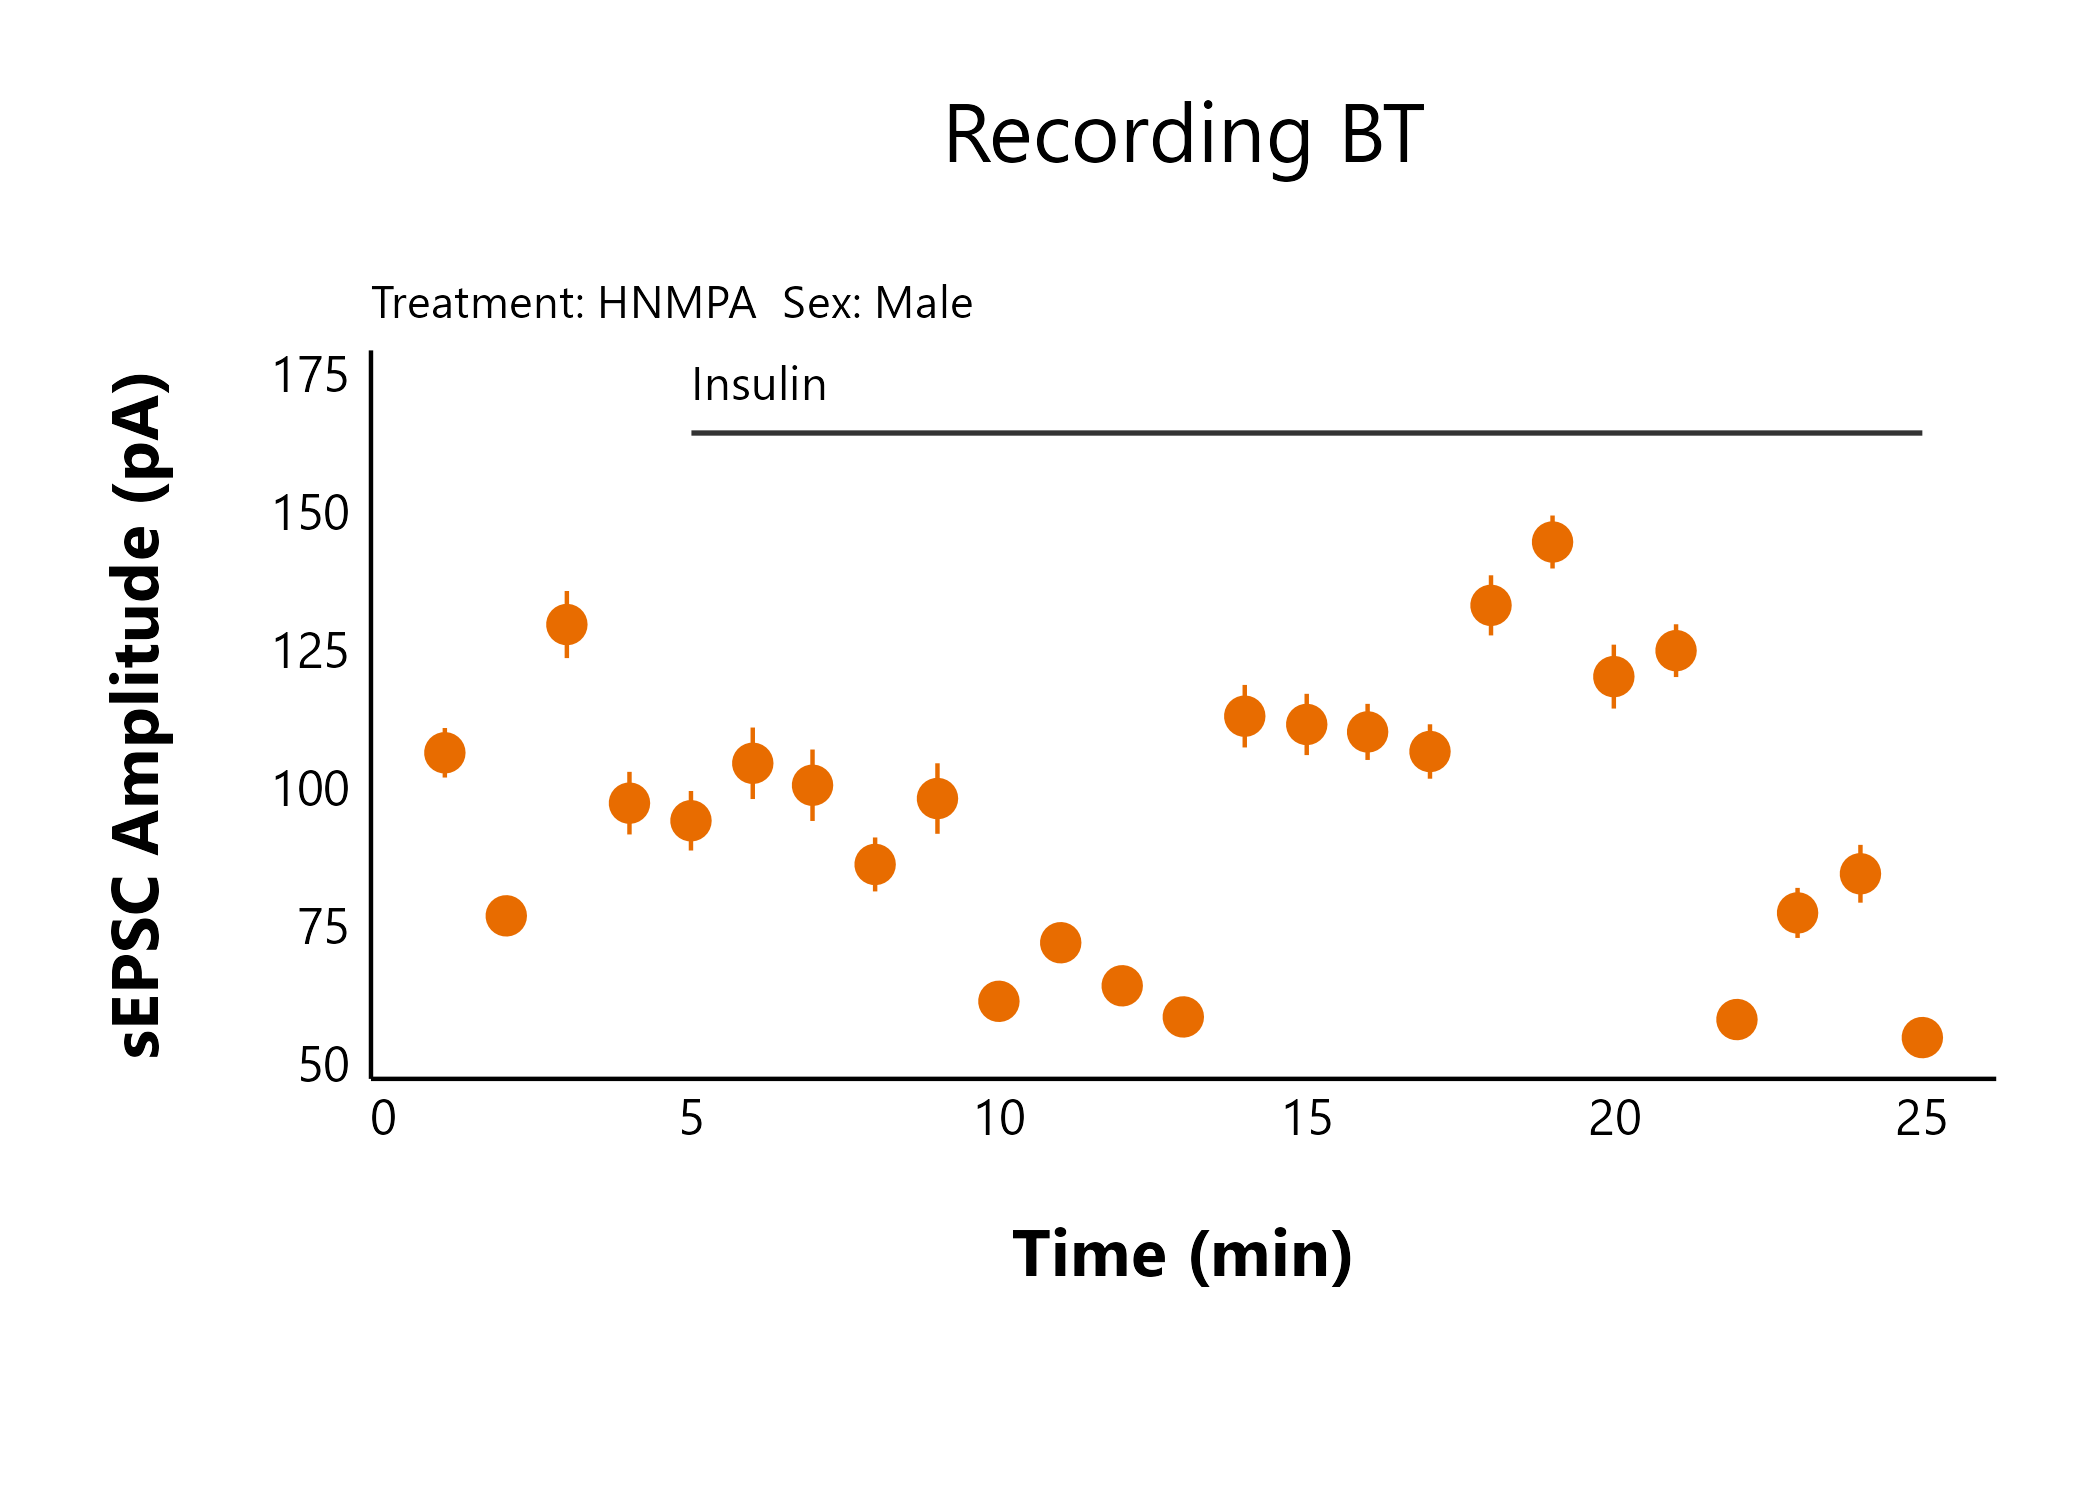 Recording BT
Treatment: HNMPA  Sex: Male
sEPSC Amplitude (pA)
175
150
125
100
75
50
Insulin
0 5 10 15 20 25
Time (min)